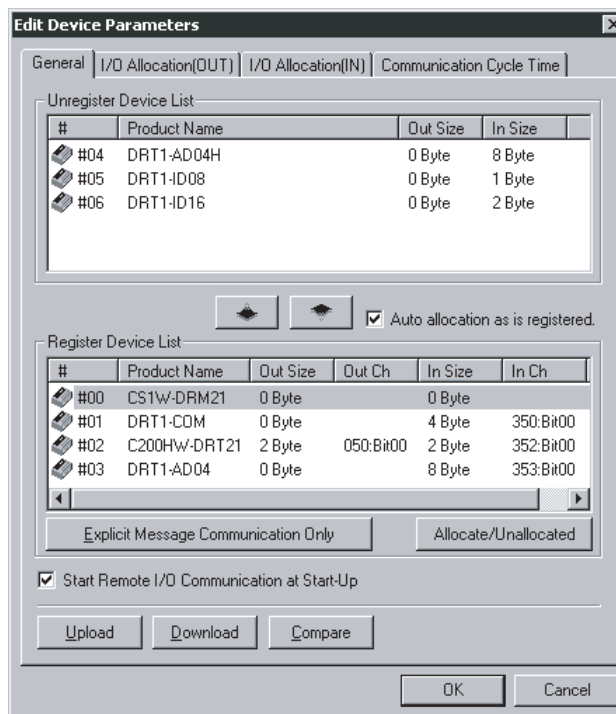 Edit Device Parameters
General I/O Allocation(OUT) I/O Allocation(IN) Communication Cycle Time
Unregister Device List
# Product Name Out Size In Size
#04 DRT1-AD04H 0 Byte 8 Byte
#05 DRT1-ID08 0 Byte 1 Byte
#06 DRT1-ID16 0 Byte 2 Byte
Auto allocation as is registered.
Register Device List
# Product Name Out Size Out Ch In Size In Ch
#00 CS1W-DRM21 0 Byte 0 Byte
#01 DRT1-COM 0 Byte 4 Byte 350:Bit00
#02 C200HW-DRT21 2 Byte 050:Bit00 2 Byte 352:Bit00
#03 DRT1-AD04 0 Byte 8 Byte 353:Bit00
Explicit Message Communication Only Allocate/Unallocated
Start Remote I/O Communication at Start-Up
Upload Download Compare
OK Cancel